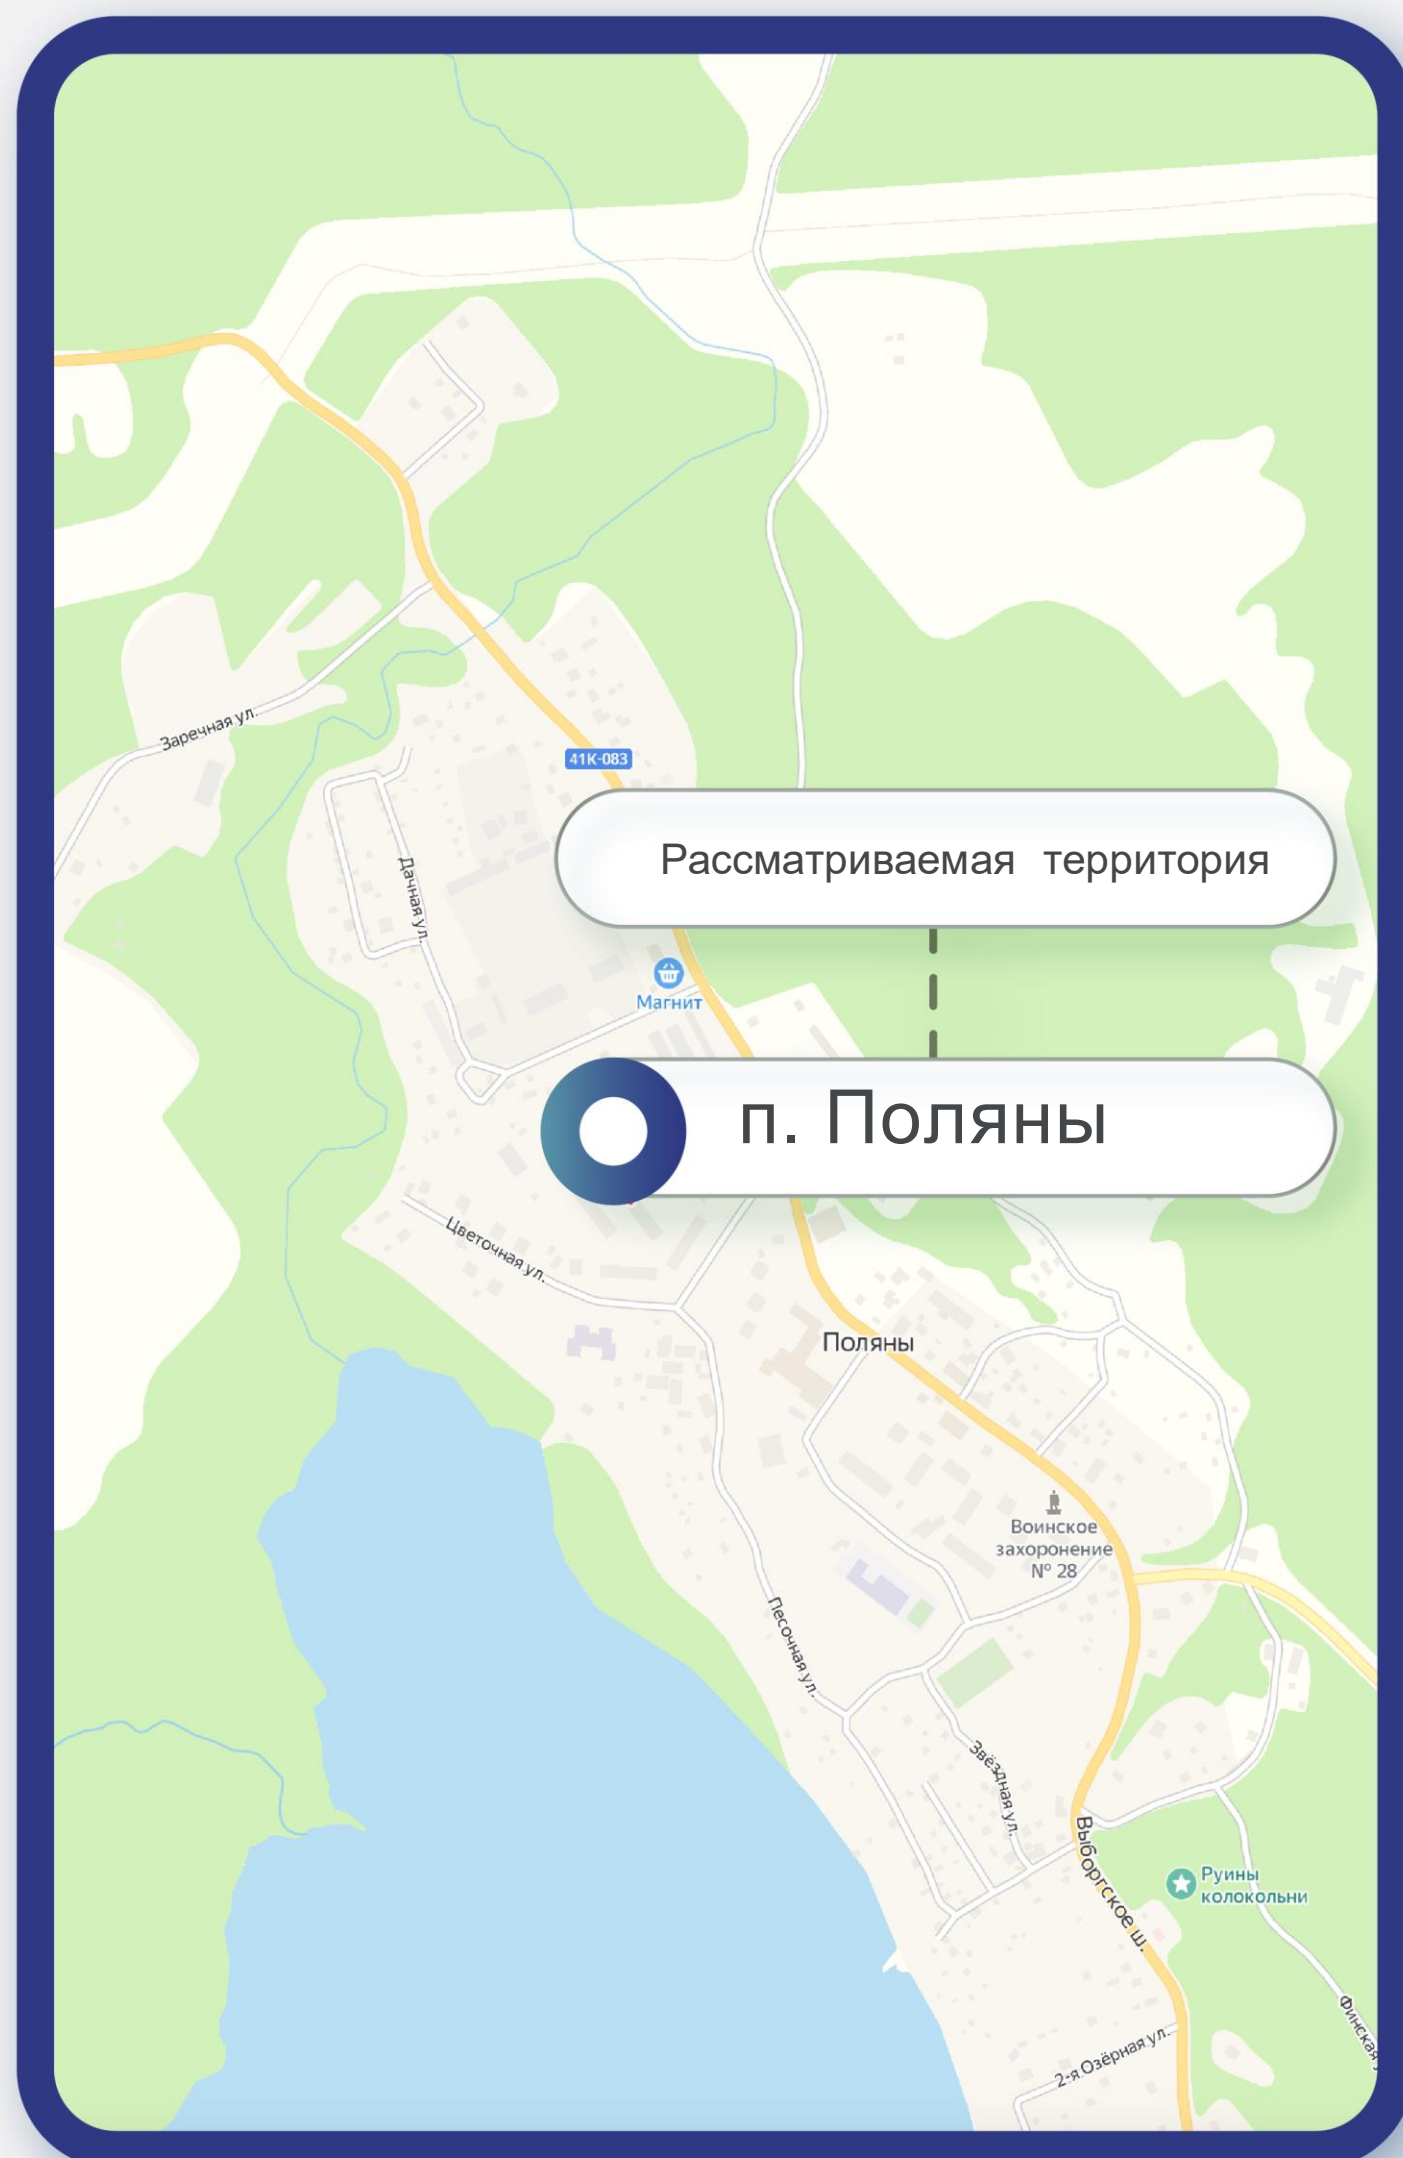 Заречная ул.
41К-083
Рассматриваемая территория
Дачная ул.
Магнит
п. Поляны
Цветочная ул.
Поляны
Воинское
захоронение
№ 28
Песочная ул.
Звёздная ул.
Выборгское ш.
Руины
колокольни
Финская
2-я Озёрная ул.